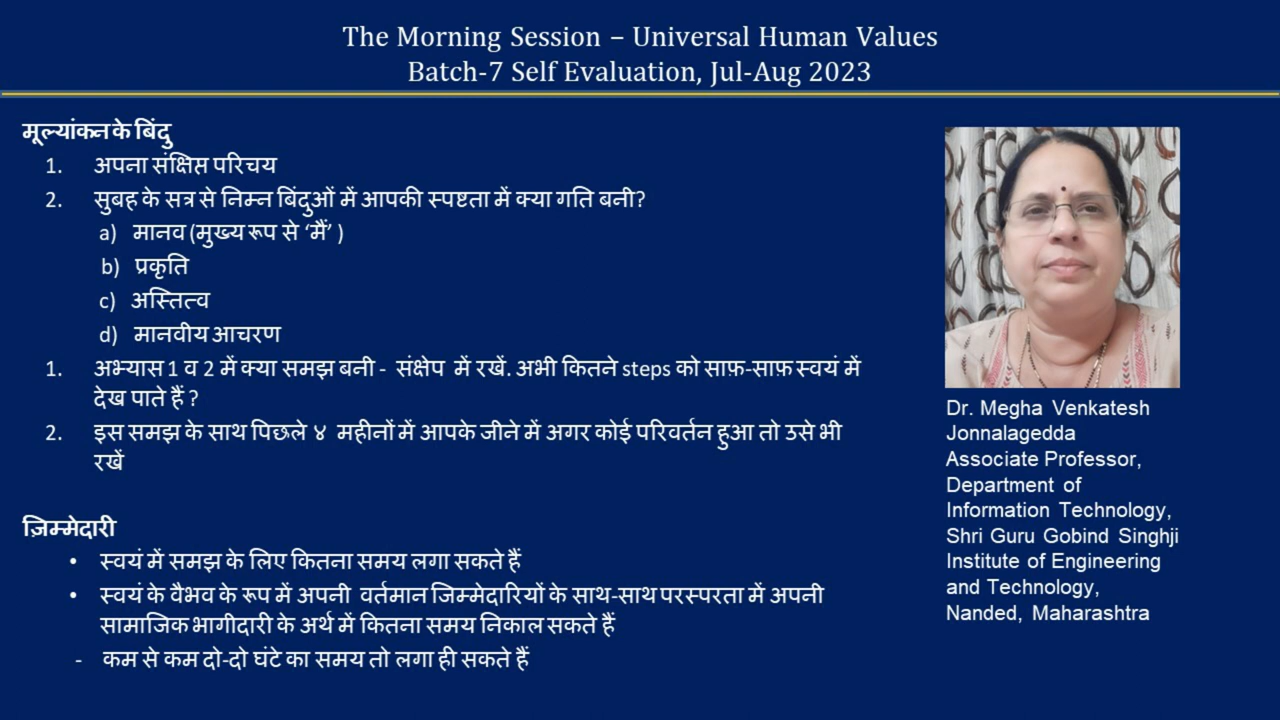 The Morning Session – Universal Human Values
Batch-7 Self Evaluation, Jul-Aug 2023
मूल्यांकन के बिंदु
1. अपना संक्षिप्त परिचय
2. सुबह के सत्र से निम्न बिंदुओं में आपकी स्पष्टता में क्या गति बनी?
a) मानव (मुख्य रूप से ‘मैं’ )
b) प्रकृति
c) अस्तित्व
d) मानवीय आचरण
1. अभ्यास 1 व 2 में क्या समझ बनी - संक्षेप में रखें. अभी कितने steps को साफ़-साफ़ स्वयं में
देख पाते हैं ?
2. इस समझ के साथ पिछले ४ महीनों में आपके जीने में अगर कोई परिवर्तन हुआ तो उसे भी
रखें
ज़िम्मेदारी
• स्वयं में समझ के लिए कितना समय लगा सकते हैं
• स्वयं के वैभव के रूप में अपनी वर्तमान जिम्मेदारियों के साथ-साथ परस्परता में अपनी
सामाजिक भागीदारी के अर्थ में कितना समय निकाल सकते हैं
- कम से कम दो-दो घंटे का समय तो लगा ही सकते हैं
Dr. Megha Venkatesh
Jonnalagedda
Associate Professor,
Department of
Information Technology,
Shri Guru Gobind Singhji
Institute of Engineering
and Technology,
Nanded, Maharashtra